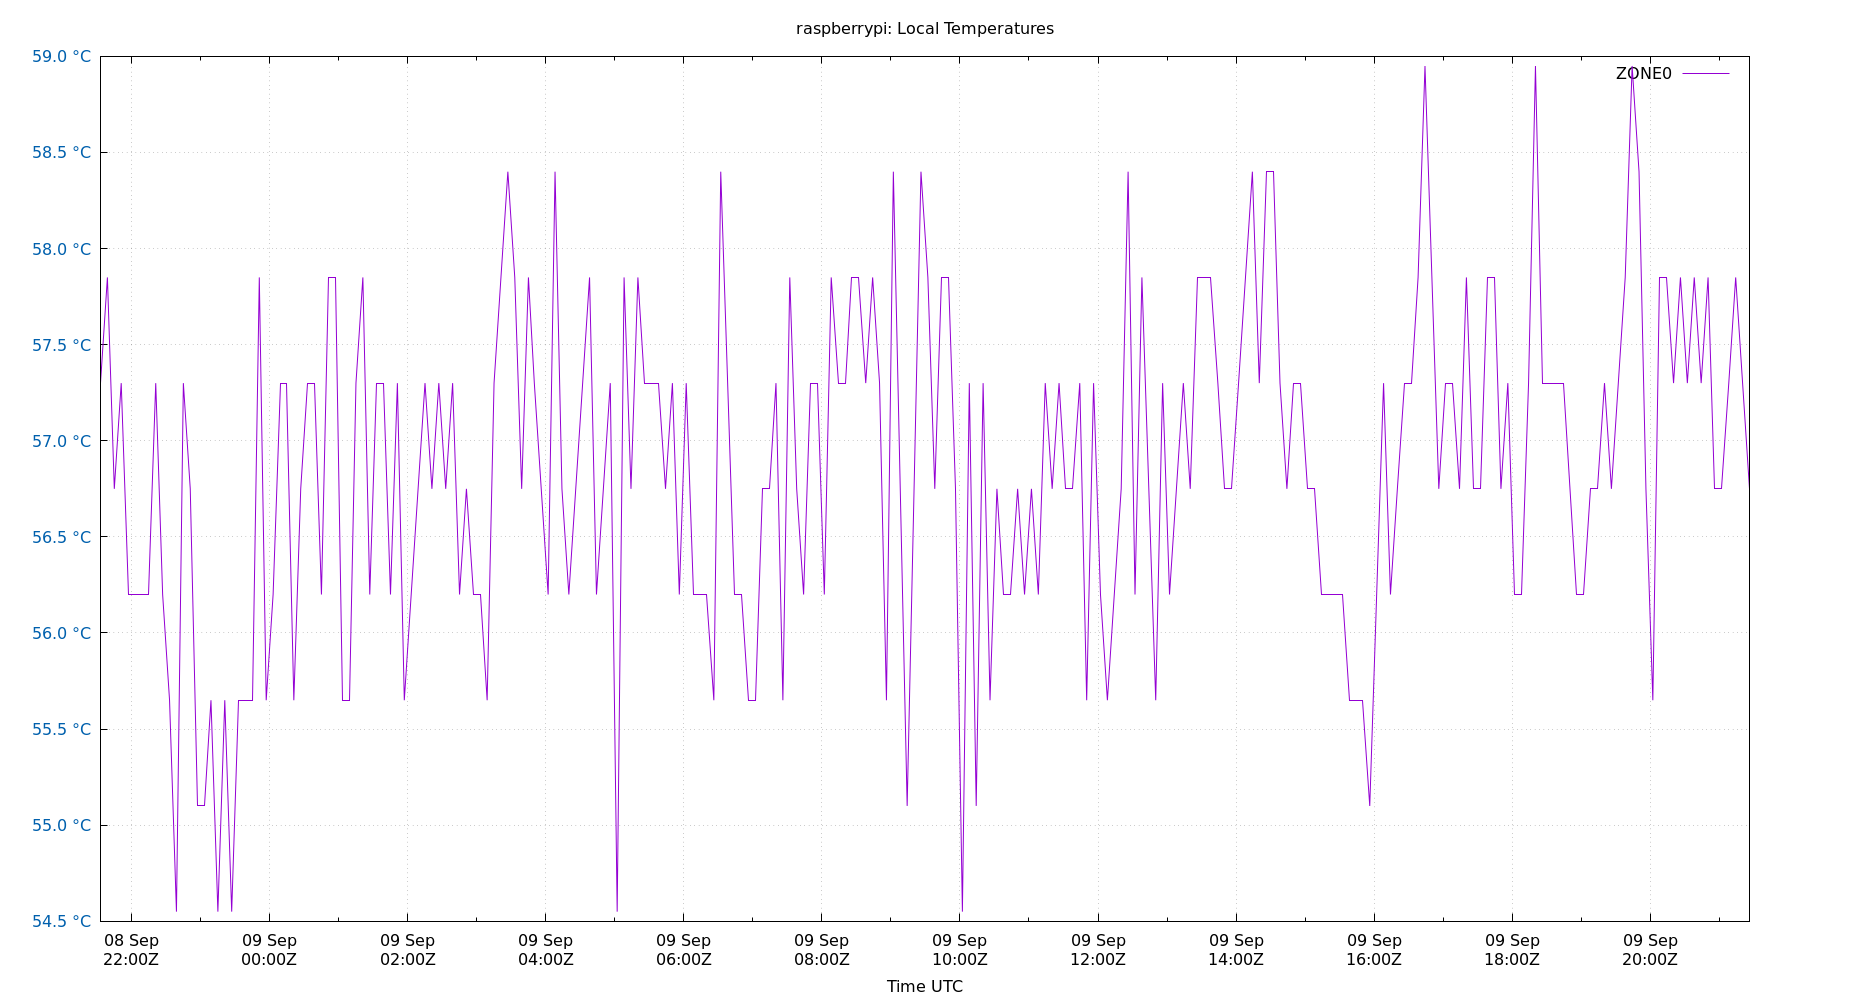 raspberrypi: Local Temperatures
59.0 °C
ZONE0
58.5 °C
58.0 °C
57.5 °C
57.0 °C
56.5 °C
56.0 °C
55.5 °C
55.0 °C
54.5 °C
08 Sep 09 Sep 09 Sep 09 Sep 09 Sep 09 Sep 09 Sep 09 Sep 09 Sep 09 Sep 09 Sep 09 Sep
22:00Z 00:00Z 02:00Z 04:00Z 06:00Z 08:00Z 10:00Z 12:00Z 14:00Z 16:00Z 18:00Z 20:00Z
Time UTC